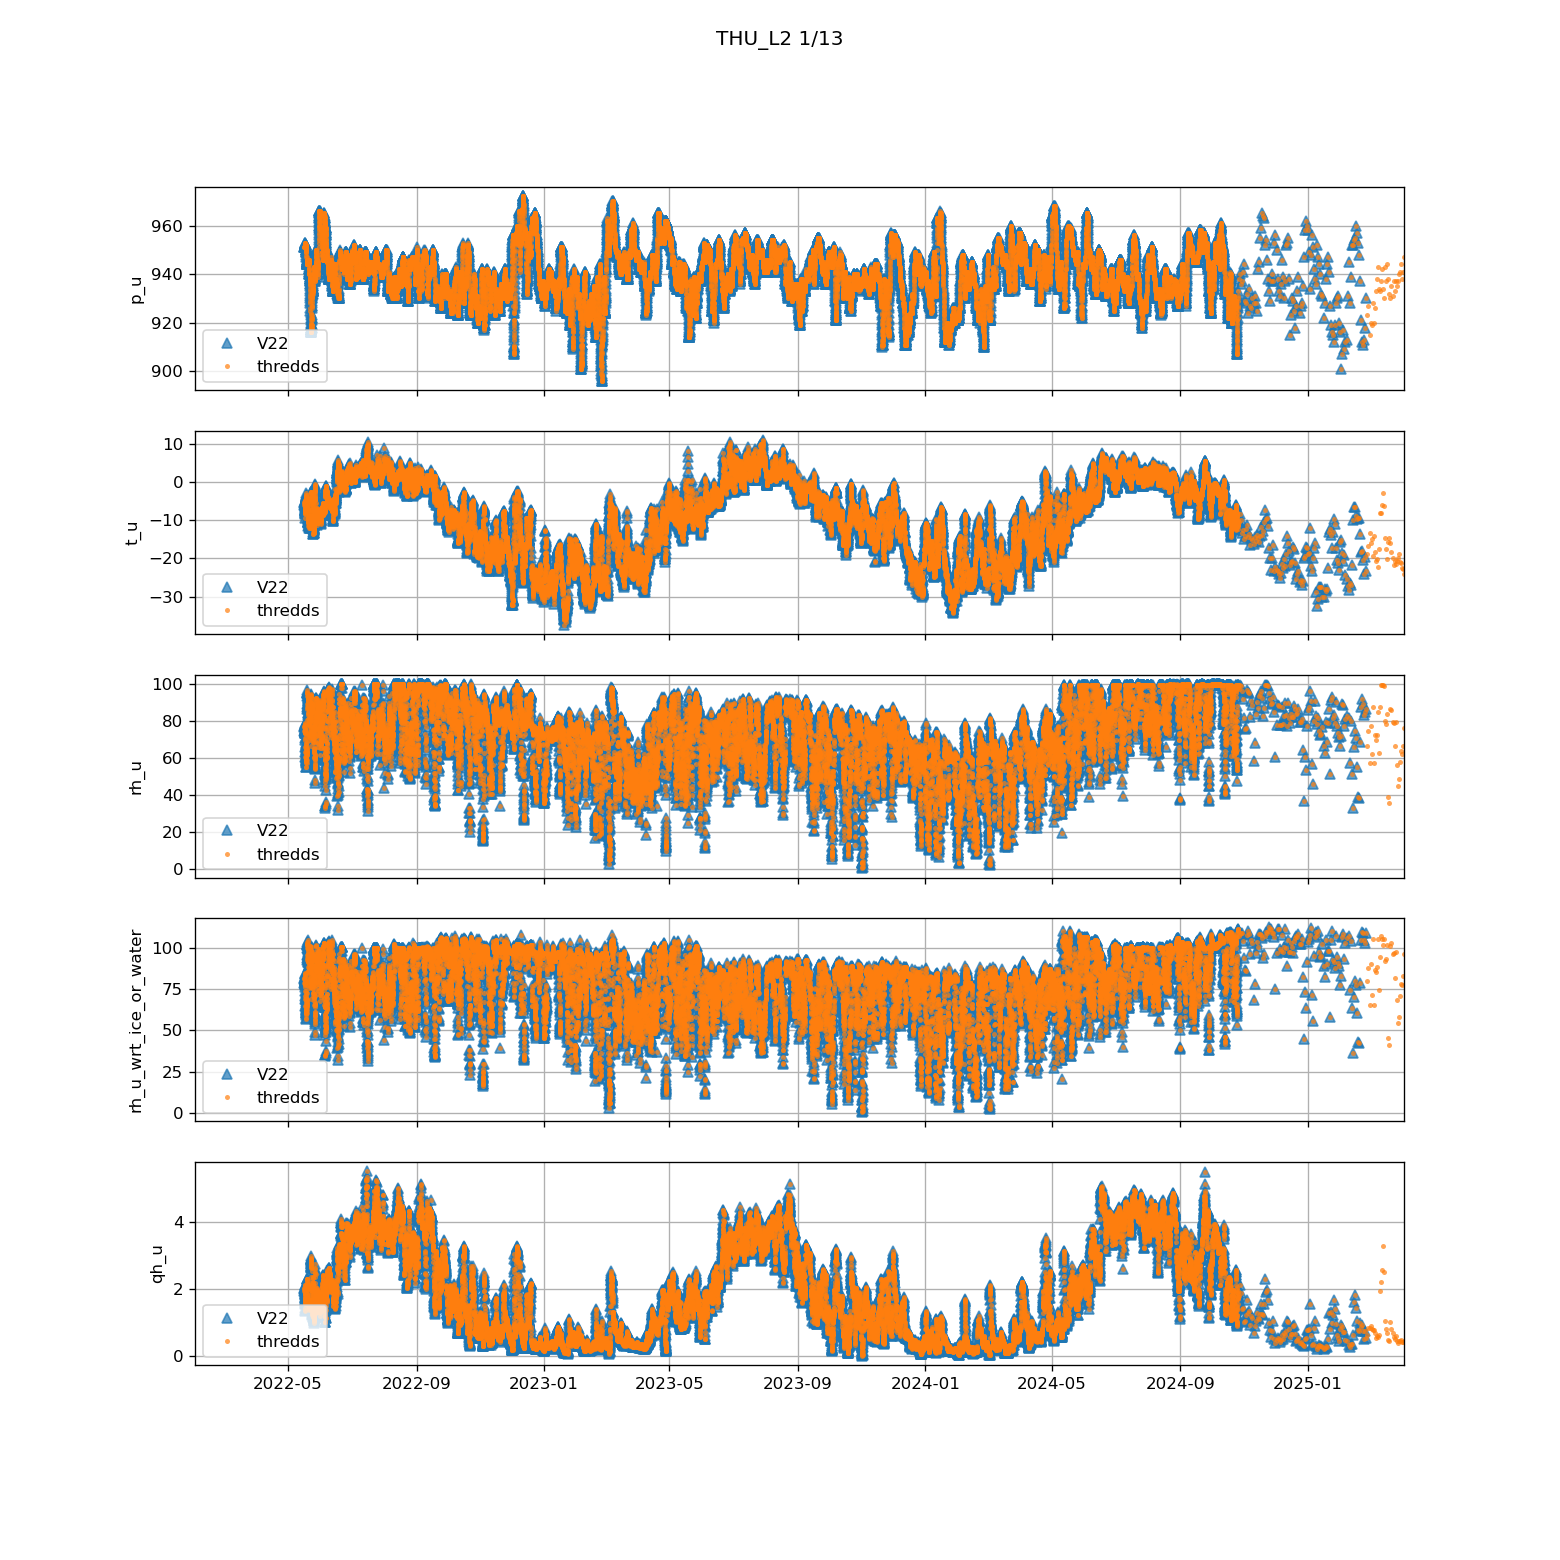 THU_L2 1/13
960
940
920
900
p_u
V22
thredds
10
0
−10
−20
−30
t_u
V22
thredds
100
80
60
40
20
0
rh_u
V22
thredds
100
75
50
25
0
rh_u_wrt_ice_or_water
V22
thredds
4
2
0
qh_u
V22
thredds
2022-05 2022-09 2023-01 2023-05 2023-09 2024-01 2024-05 2024-09 2025-01